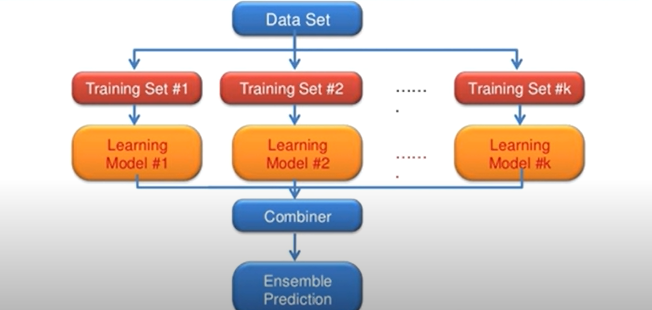 Data Set
Training Set #1
Training Set #2
......
.
Training Set #k
Learning
Model #1
Learning
Model #2
......
.
Learning
Model #k
Combiner
Ensemble
Prediction